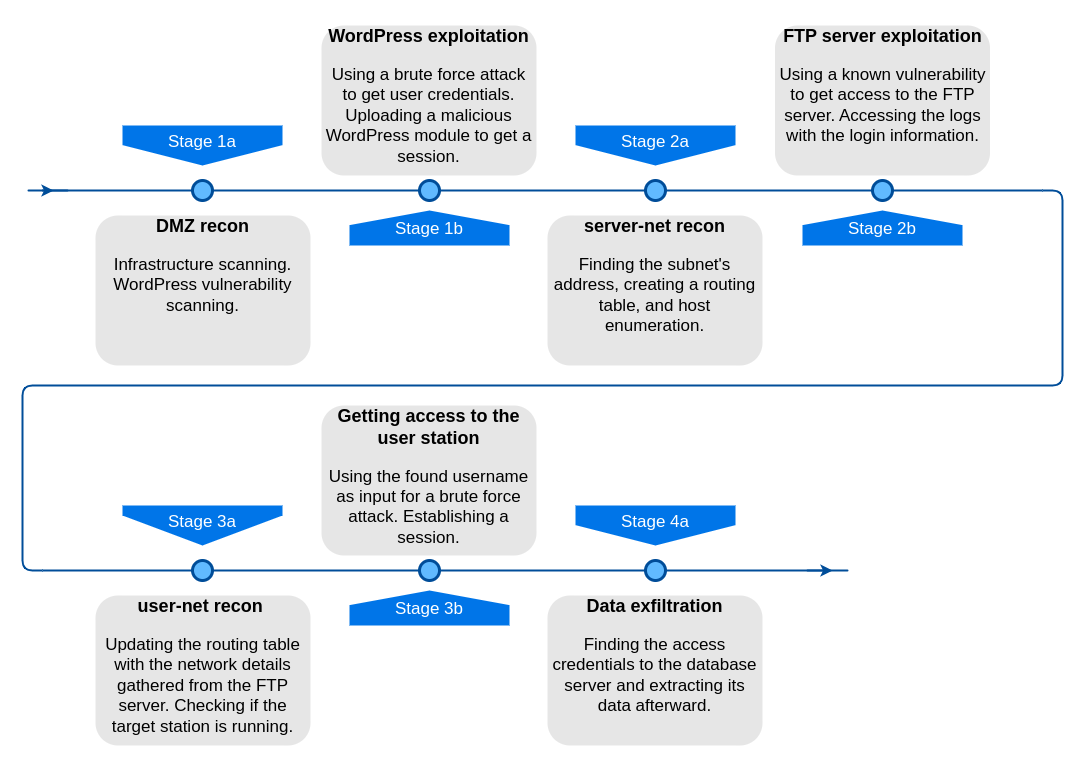 Stage 1a
DMZ recon
Infrastructure scanning.
WordPress vulnerability
scanning.
WordPress exploitation
Using a brute force attack
to get user credentials.
Uploading a malicious
WordPress module to get a
session.
Stage 1b
Stage 2a
server-net recon
Finding the subnet's
address, creating a routing
table, and host
enumeration.
FTP server exploitation
Using a known vulnerability
to get access to the FTP
server. Accessing the logs
with the login information.
Stage 2b
Stage 3a
user-net recon
Updating the routing table
with the network details
gathered from the FTP
server. Checking if the
target station is running.
Getting access to the
user station
Using the found username
as input for a brute force
attack. Establishing a
session.
Stage 3b
Stage 4a
Data exfiltration
Finding the access
credentials to the database
server and extracting its
data afterward.